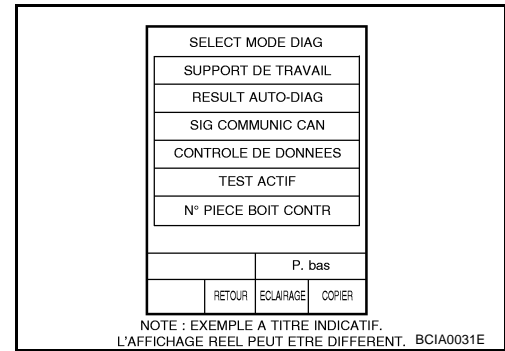 SELECT MODE DIAG
SUPPORT DE TRAVAIL
RESULT AUTO-DIAG
SIG COMMUNIC CAN
CONTROLE DE DONNEES
TEST ACTIF
N° PIECE BOIT CONTR
P. bas
RETOUR ECLAIRAGE COPIER
NOTE : EXEMPLE A TITRE INDICATIF.
L'AFFICHAGE REEL PEUT ETRE DIFFERENT. BCIA0031E